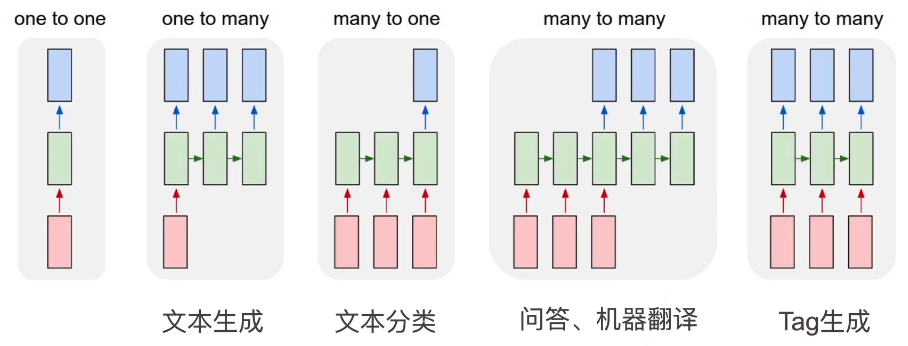 one to one
one to many
many to one
many to many
many to many
文本生成
文本分类
问答、机器翻译
Tag生成